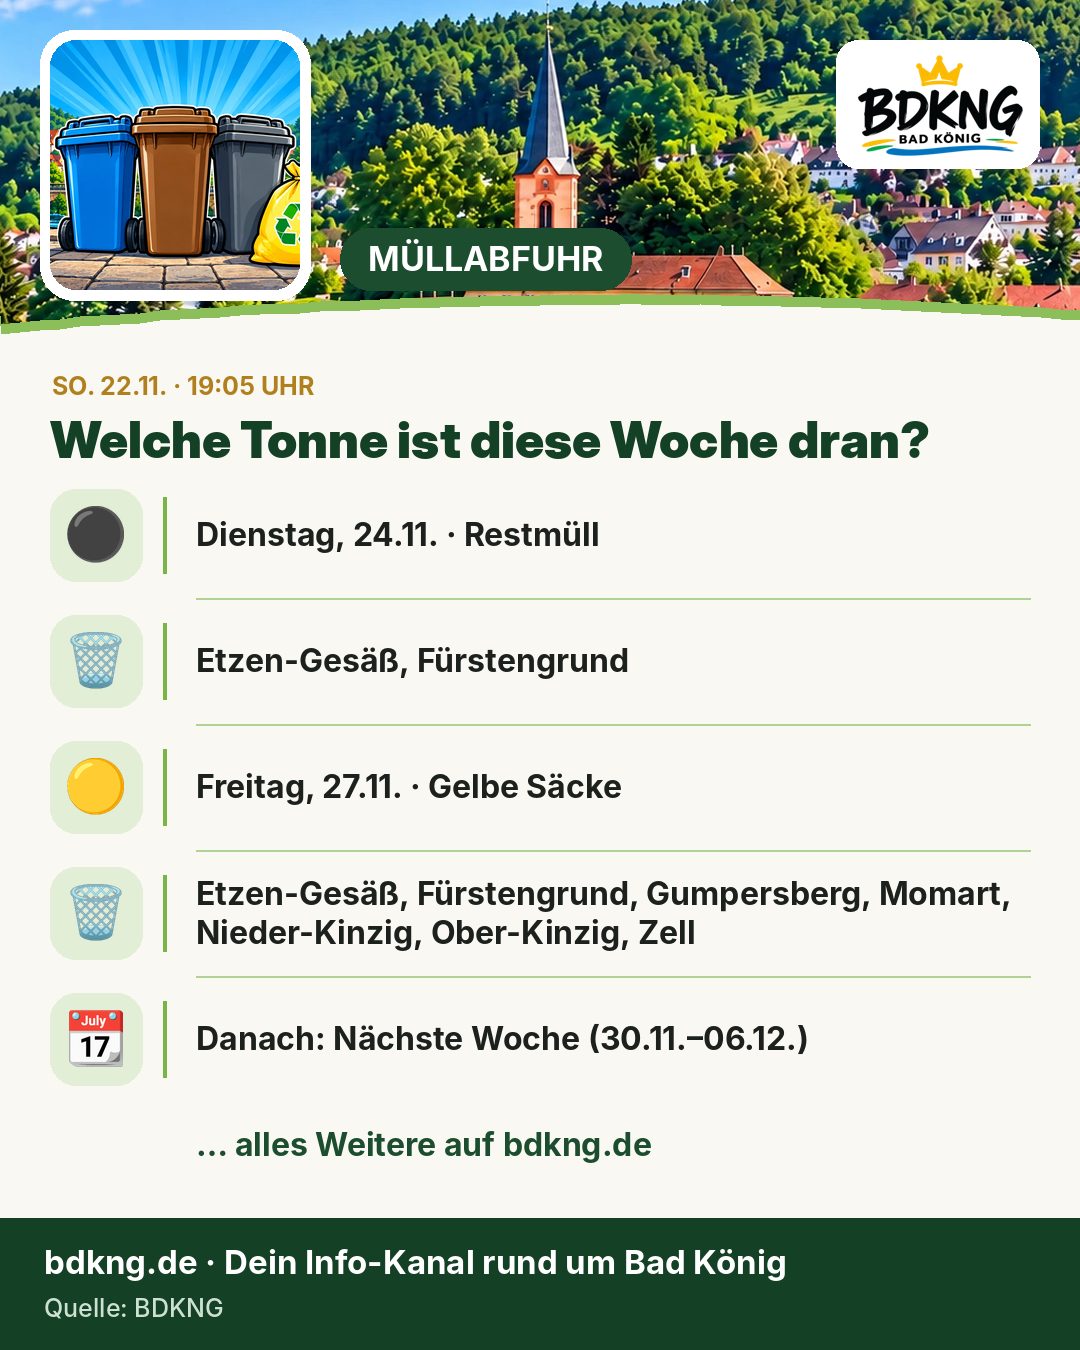 BDKNG
BAD KÖNIG
MÜLLABFUHR
SO. 22.11. · 19:05 UHR
Welche Tonne ist diese Woche dran?
Dienstag, 24.11. · Restmüll
Etzen-Gesäß, Fürstengrund
Freitag, 27.11. · Gelbe Säcke
Etzen-Gesäß, Fürstengrund, Gumpersberg, Momart,
Nieder-Kinzig, Ober-Kinzig, Zell
July
17
Danach: Nächste Woche (30.11.–06.12.)
... alles Weitere auf bdkng.de
bdkng.de · Dein Info-Kanal rund um Bad König
Quelle: BDKNG